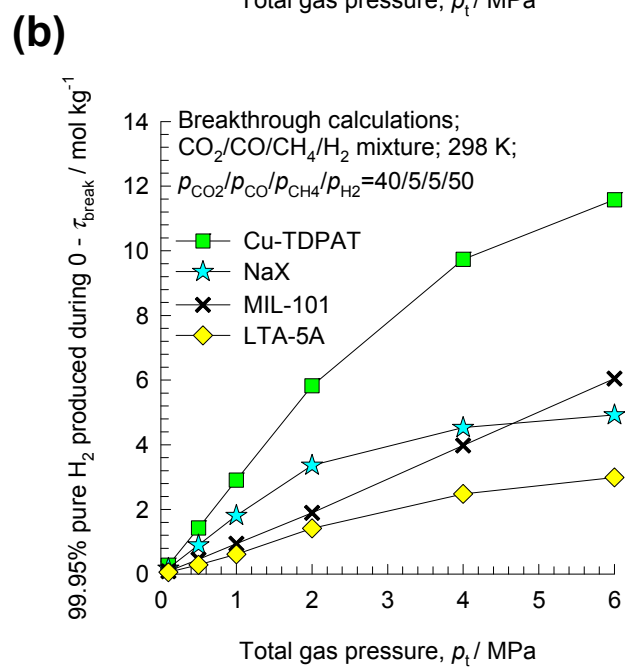 Total gas pressure, pt / MPa
(b)
99.95% pure H2 produced during 0 - τbreak / mol kg-1
Breakthrough calculations;
CO2/CO/CH4/H2 mixture; 298 K;
pCO2/pCO/pCH4/pH2=40/5/5/50
Cu-TDPAT
NaX
MIL-101
LTA-5A
14
12
10
8
6
4
2
0
0 1 2 3 4 5 6
Total gas pressure, pt / MPa